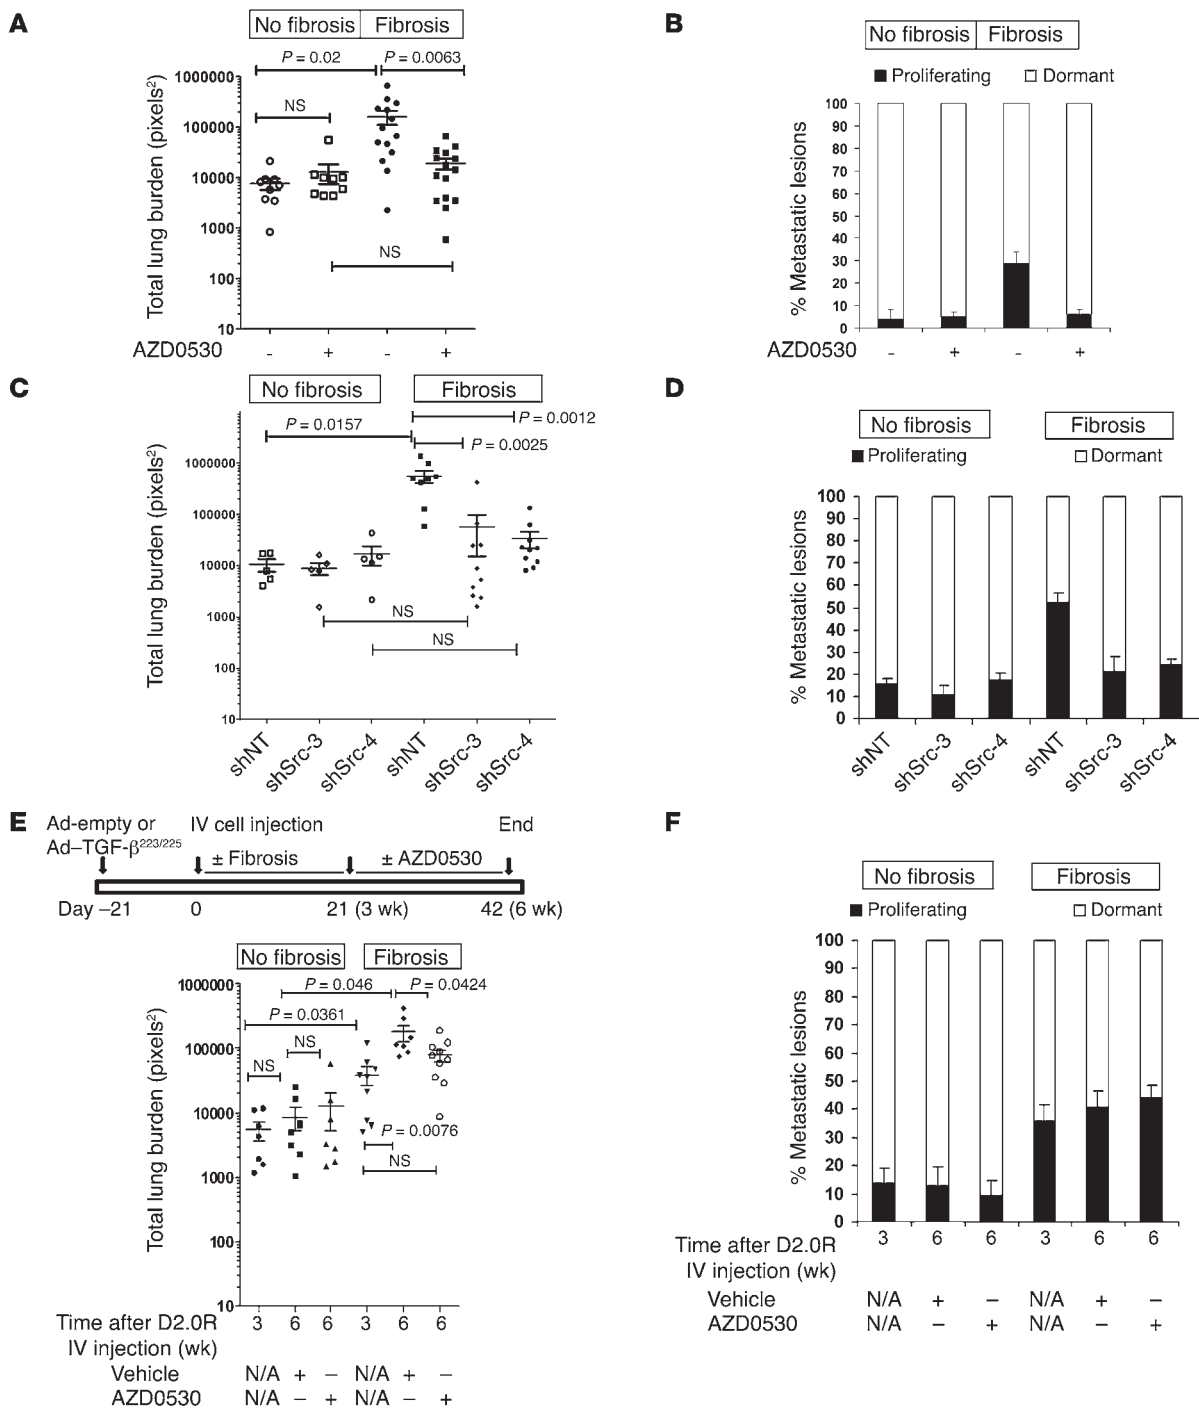 A
No fibrosis Fibrosis
P = 0.02 P = 0.0063
NS
NS
Total lung burden (pixels²)
1000000
100000
10000
1000
100
10
AZD0530 - + - +
B
No fibrosis Fibrosis
Proliferating Dormant
% Metastatic lesions
100
90
80
70
60
50
40
30
20
10
0
AZD0530 - + - +
C
No fibrosis Fibrosis
P = 0.0012
P = 0.0157
P = 0.0025
NS
NS
Total lung burden (pixels²)
1000000
100000
10000
1000
100
10
shNT shSrc-3 shSrc-4 shNT shSrc-3 shSrc-4
D
No fibrosis Fibrosis
Proliferating Dormant
% Metastatic lesions
100
90
80
70
60
50
40
30
20
10
0
shNT shSrc-3 shSrc-4 shNT shSrc-3 shSrc-4
E
Ad-empty or IV cell injection End
Ad–TGF-β²²³/²²⁵ ± Fibrosis ± AZD0530
Day –21 0 21 (3 wk) 42 (6 wk)
No fibrosis Fibrosis
P = 0.046 P = 0.0424
P = 0.0361
NS
NS
P = 0.0076
NS
Total lung burden (pixels²)
1000000
100000
10000
1000
100
10
Time after D2.0R 3 6 6 3 6 6
IV injection (wk)
Vehicle N/A + – N/A + –
AZD0530 N/A – + N/A – +
F
No fibrosis Fibrosis
Proliferating Dormant
% Metastatic lesions
100
90
80
70
60
50
40
30
20
10
0
Time after D2.0R 3 6 6 3 6 6
IV injection (wk)
Vehicle N/A + – N/A + –
AZD0530 N/A – + N/A – +